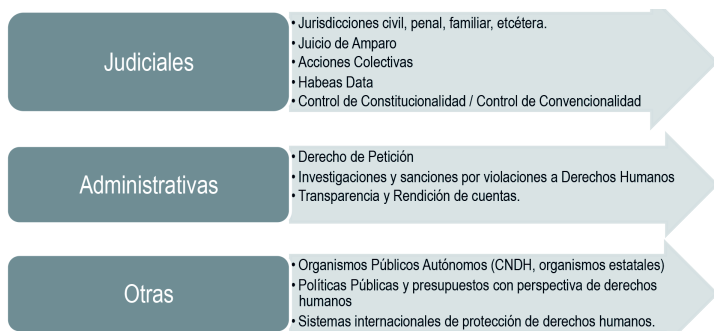 Judiciales
• Jurisdicciones civil, penal, familiar, etcétera.
• Juicio de Amparo
• Acciones Colectivas
• Habeas Data
• Control de Constitucionalidad / Control de Convencionalidad
Administrativas
• Derecho de Petición
• Investigaciones y sanciones por violaciones a Derechos Humanos
• Transparencia y Rendición de cuentas.
Otras
• Organismos Públicos Autónomos (CNDH, organismos estatales)
• Políticas Públicas y presupuestos con perspectiva de derechos
humanos
• Sistemas internacionales de protección de derechos humanos.